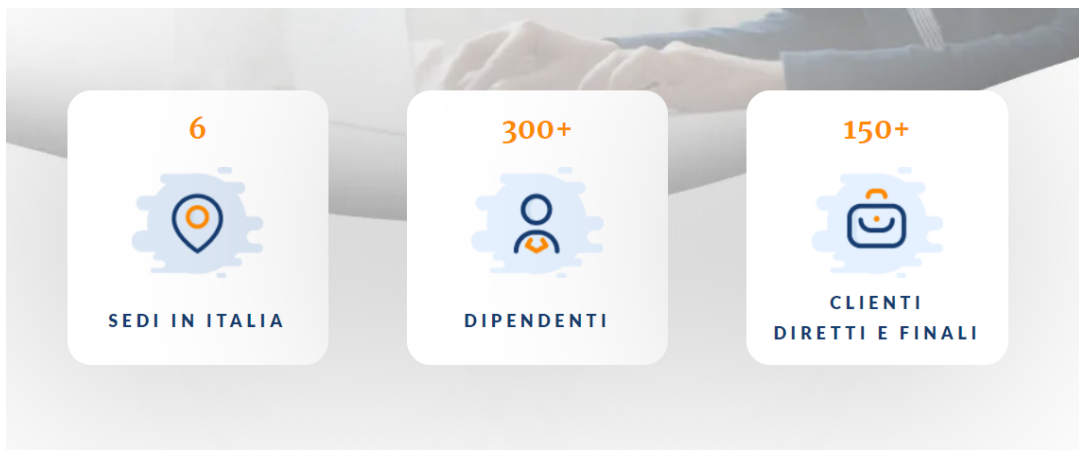 6
SEDI IN ITALIA
300+
DIPENDENTI
150+
CLIENTI
DIRETTI E FINALI